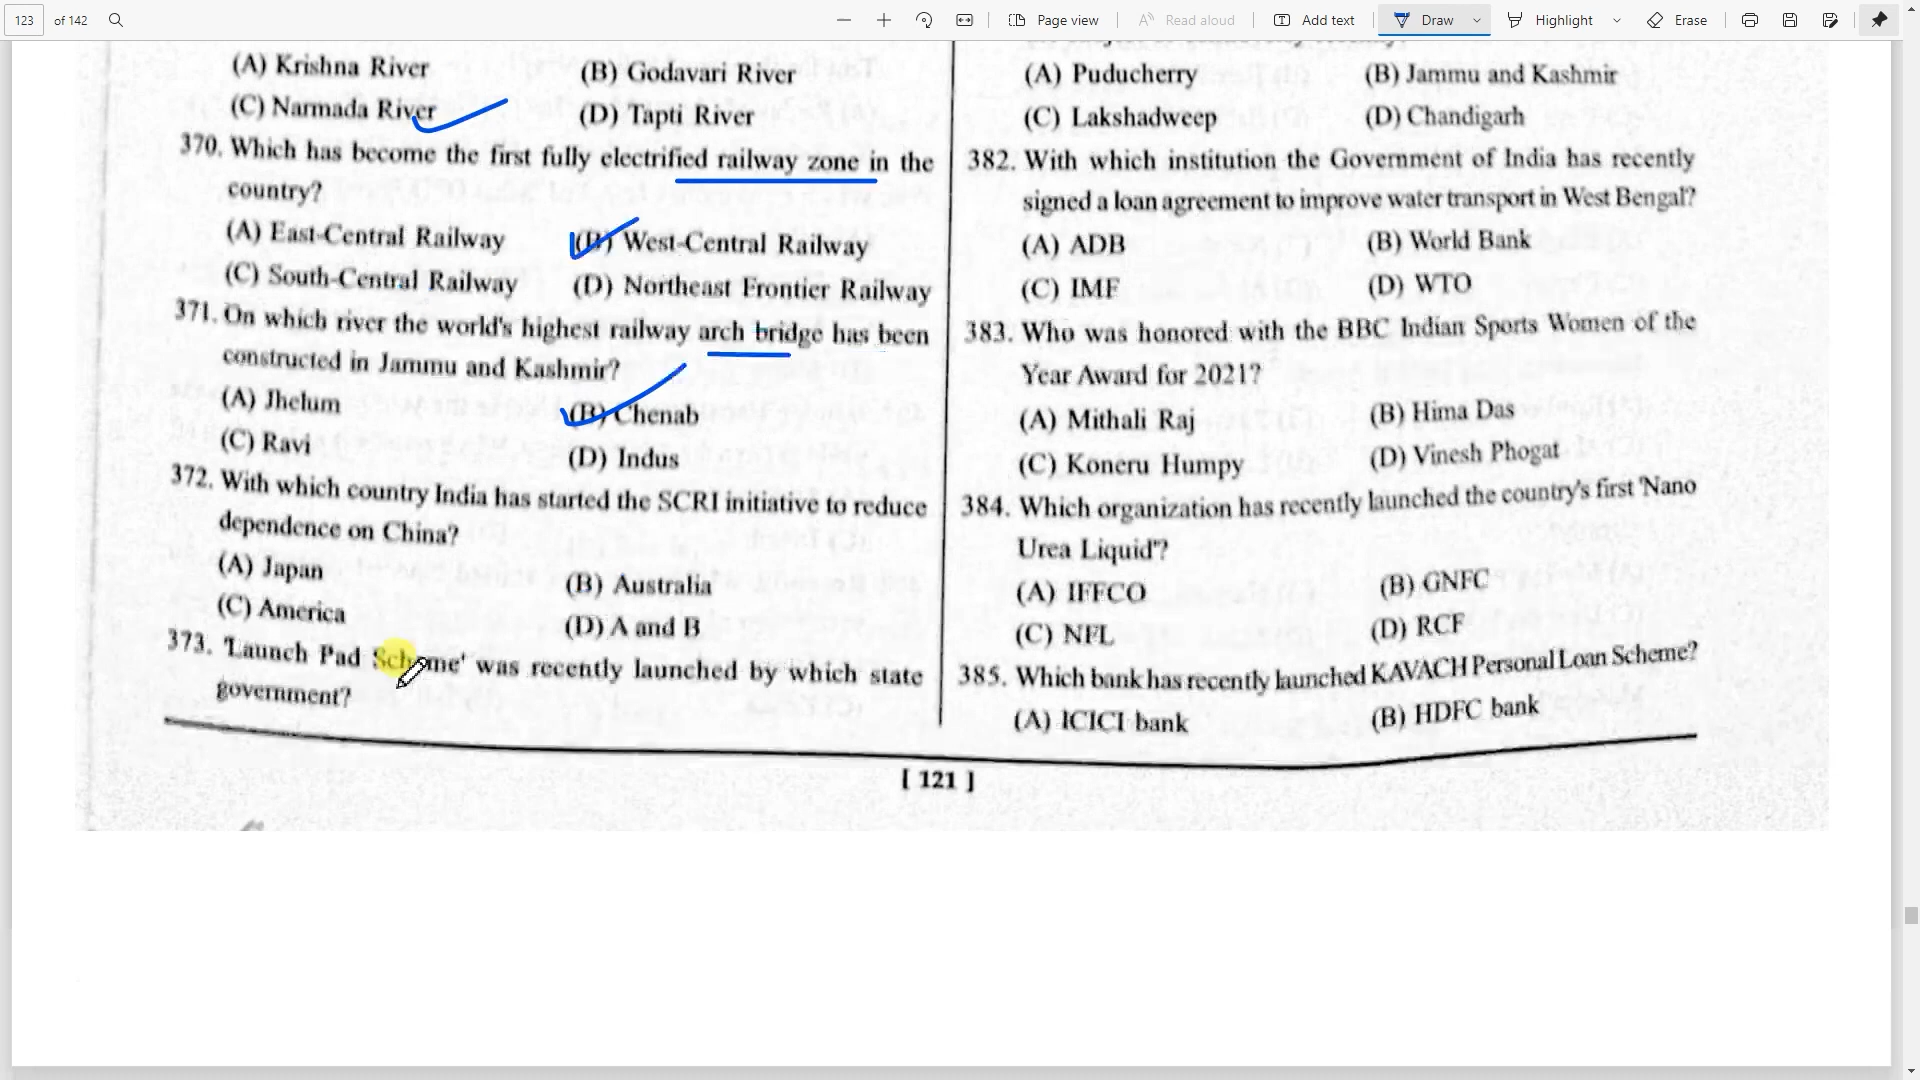 123 of 142
Page view
Read aloud
Add text
Draw
Highlight
Erase
(A) Krishna River (B) Godavari River
(C) Narmada River (D) Tapti River
370. Which has become the first fully electrified railway zone in the
country?
(A) East-Central Railway (B) West-Central Railway
(C) South-Central Railway (D) Northeast Frontier Railway
371. On which river the world's highest railway arch bridge has been
constructed in Jammu and Kashmir?
(A) Jhelum (B) Chenab
(C) Ravi (D) Indus
372. With which country India has started the SCRI initiative to reduce
dependence on China?
(A) Japan (B) Australia
(C) America (D) A and B
373. 'Launch Pad Scheme' was recently launched by which state
government?
(A) Puducherry (B) Jammu and Kashmir
(C) Lakshadweep (D) Chandigarh
382. With which institution the Government of India has recently
signed a loan agreement to improve water transport in West Bengal?
(A) ADB (B) World Bank
(C) IMF (D) WTO
383. Who was honored with the BBC Indian Sports Women of the
Year Award for 2021?
(A) Mithali Raj (B) Hima Das
(C) Koneru Humpy (D) Vinesh Phogat
384. Which organization has recently launched the country's first 'Nano
Urea Liquid'?
(A) IFFCO (B) GNFC
(C) NFL (D) RCF
385. Which bank has recently launched KAVACH Personal Loan Scheme?
(A) ICICI bank (B) HDFC bank
[ 121 ]